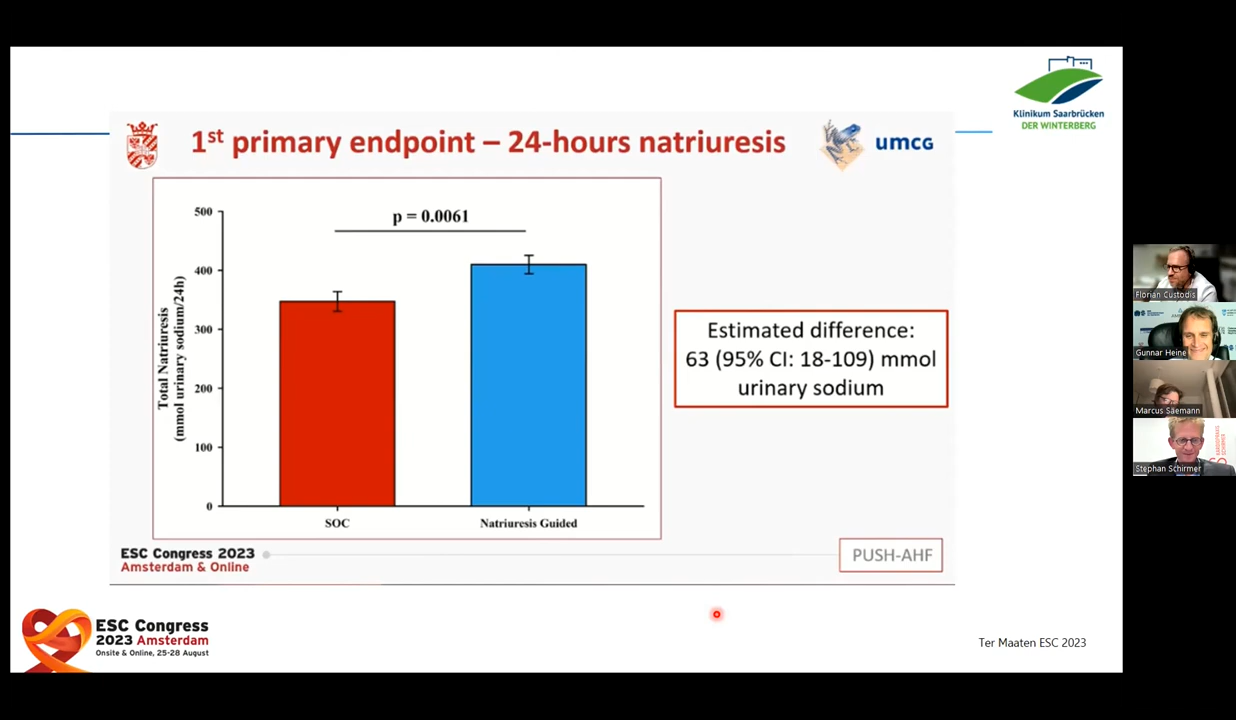 Klinikum Saarbrücken
DER WINTERBERG
1st primary endpoint – 24-hours natriuresis
umcg
p = 0.0061
500
400
300
200
100
0
Total Natriuresis
(mmol urinary sodium/24h)
SOC
Natriuresis Guided
Estimated difference:
63 (95% CI: 18-109) mmol
urinary sodium
ESC Congress 2023
Amsterdam & Online
PUSH-AHF
ESC Congress
2023 Amsterdam
Onsite & Online, 25-28 August
Ter Maaten ESC 2023
Florian Custodis
Gunnar Heine
Marcus Säemann
Stephan Schirmer